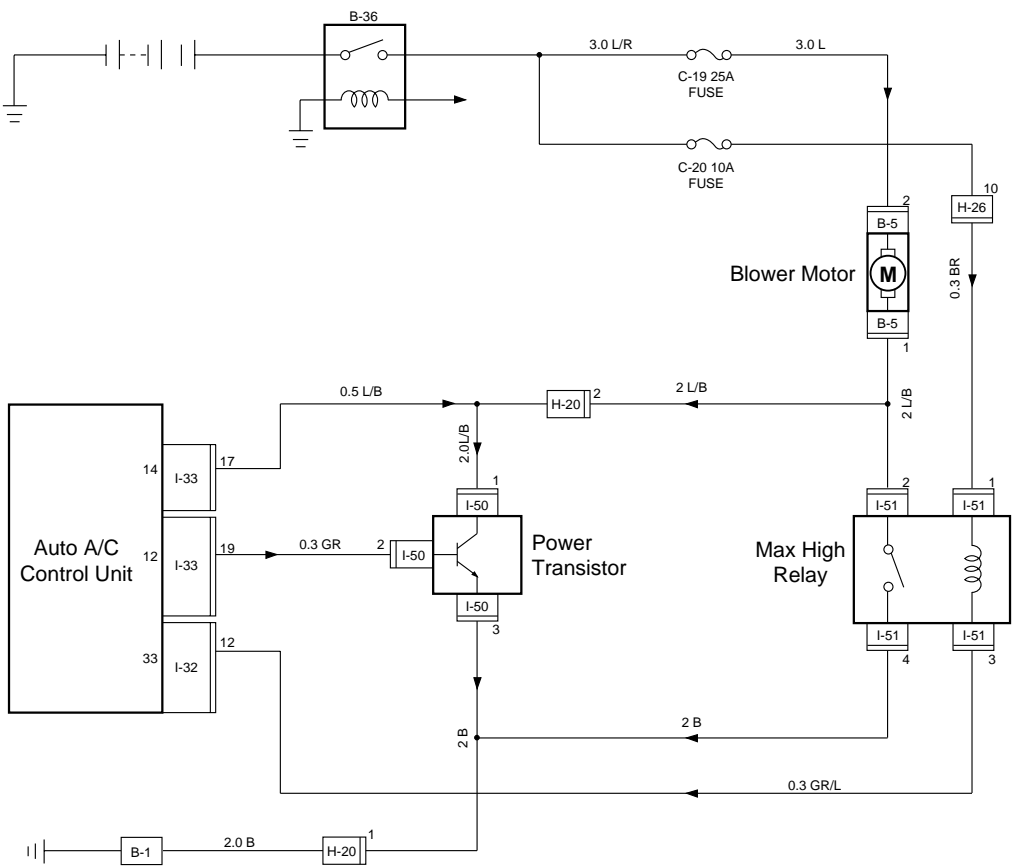 B-36
3.0 L/R
3.0 L
C-19 25A
FUSE
C-20 10A
FUSE
10
H-26
2
B-5
Blower Motor
M
0.3 BR
B-5
1
0.5 L/B
H-20
2
2 L/B
2 L/B
2.0L/B
14
I-33
17
1
I-50
2
I-51
1
I-51
Auto A/C
Control Unit
12
I-33
19
0.3 GR
2
I-50
Power
Transistor
Max High
Relay
I-50
3
I-51
4
I-51
3
33
I-32
12
2 B
2 B
0.3 GR/L
B-1
2.0 B
H-20
1